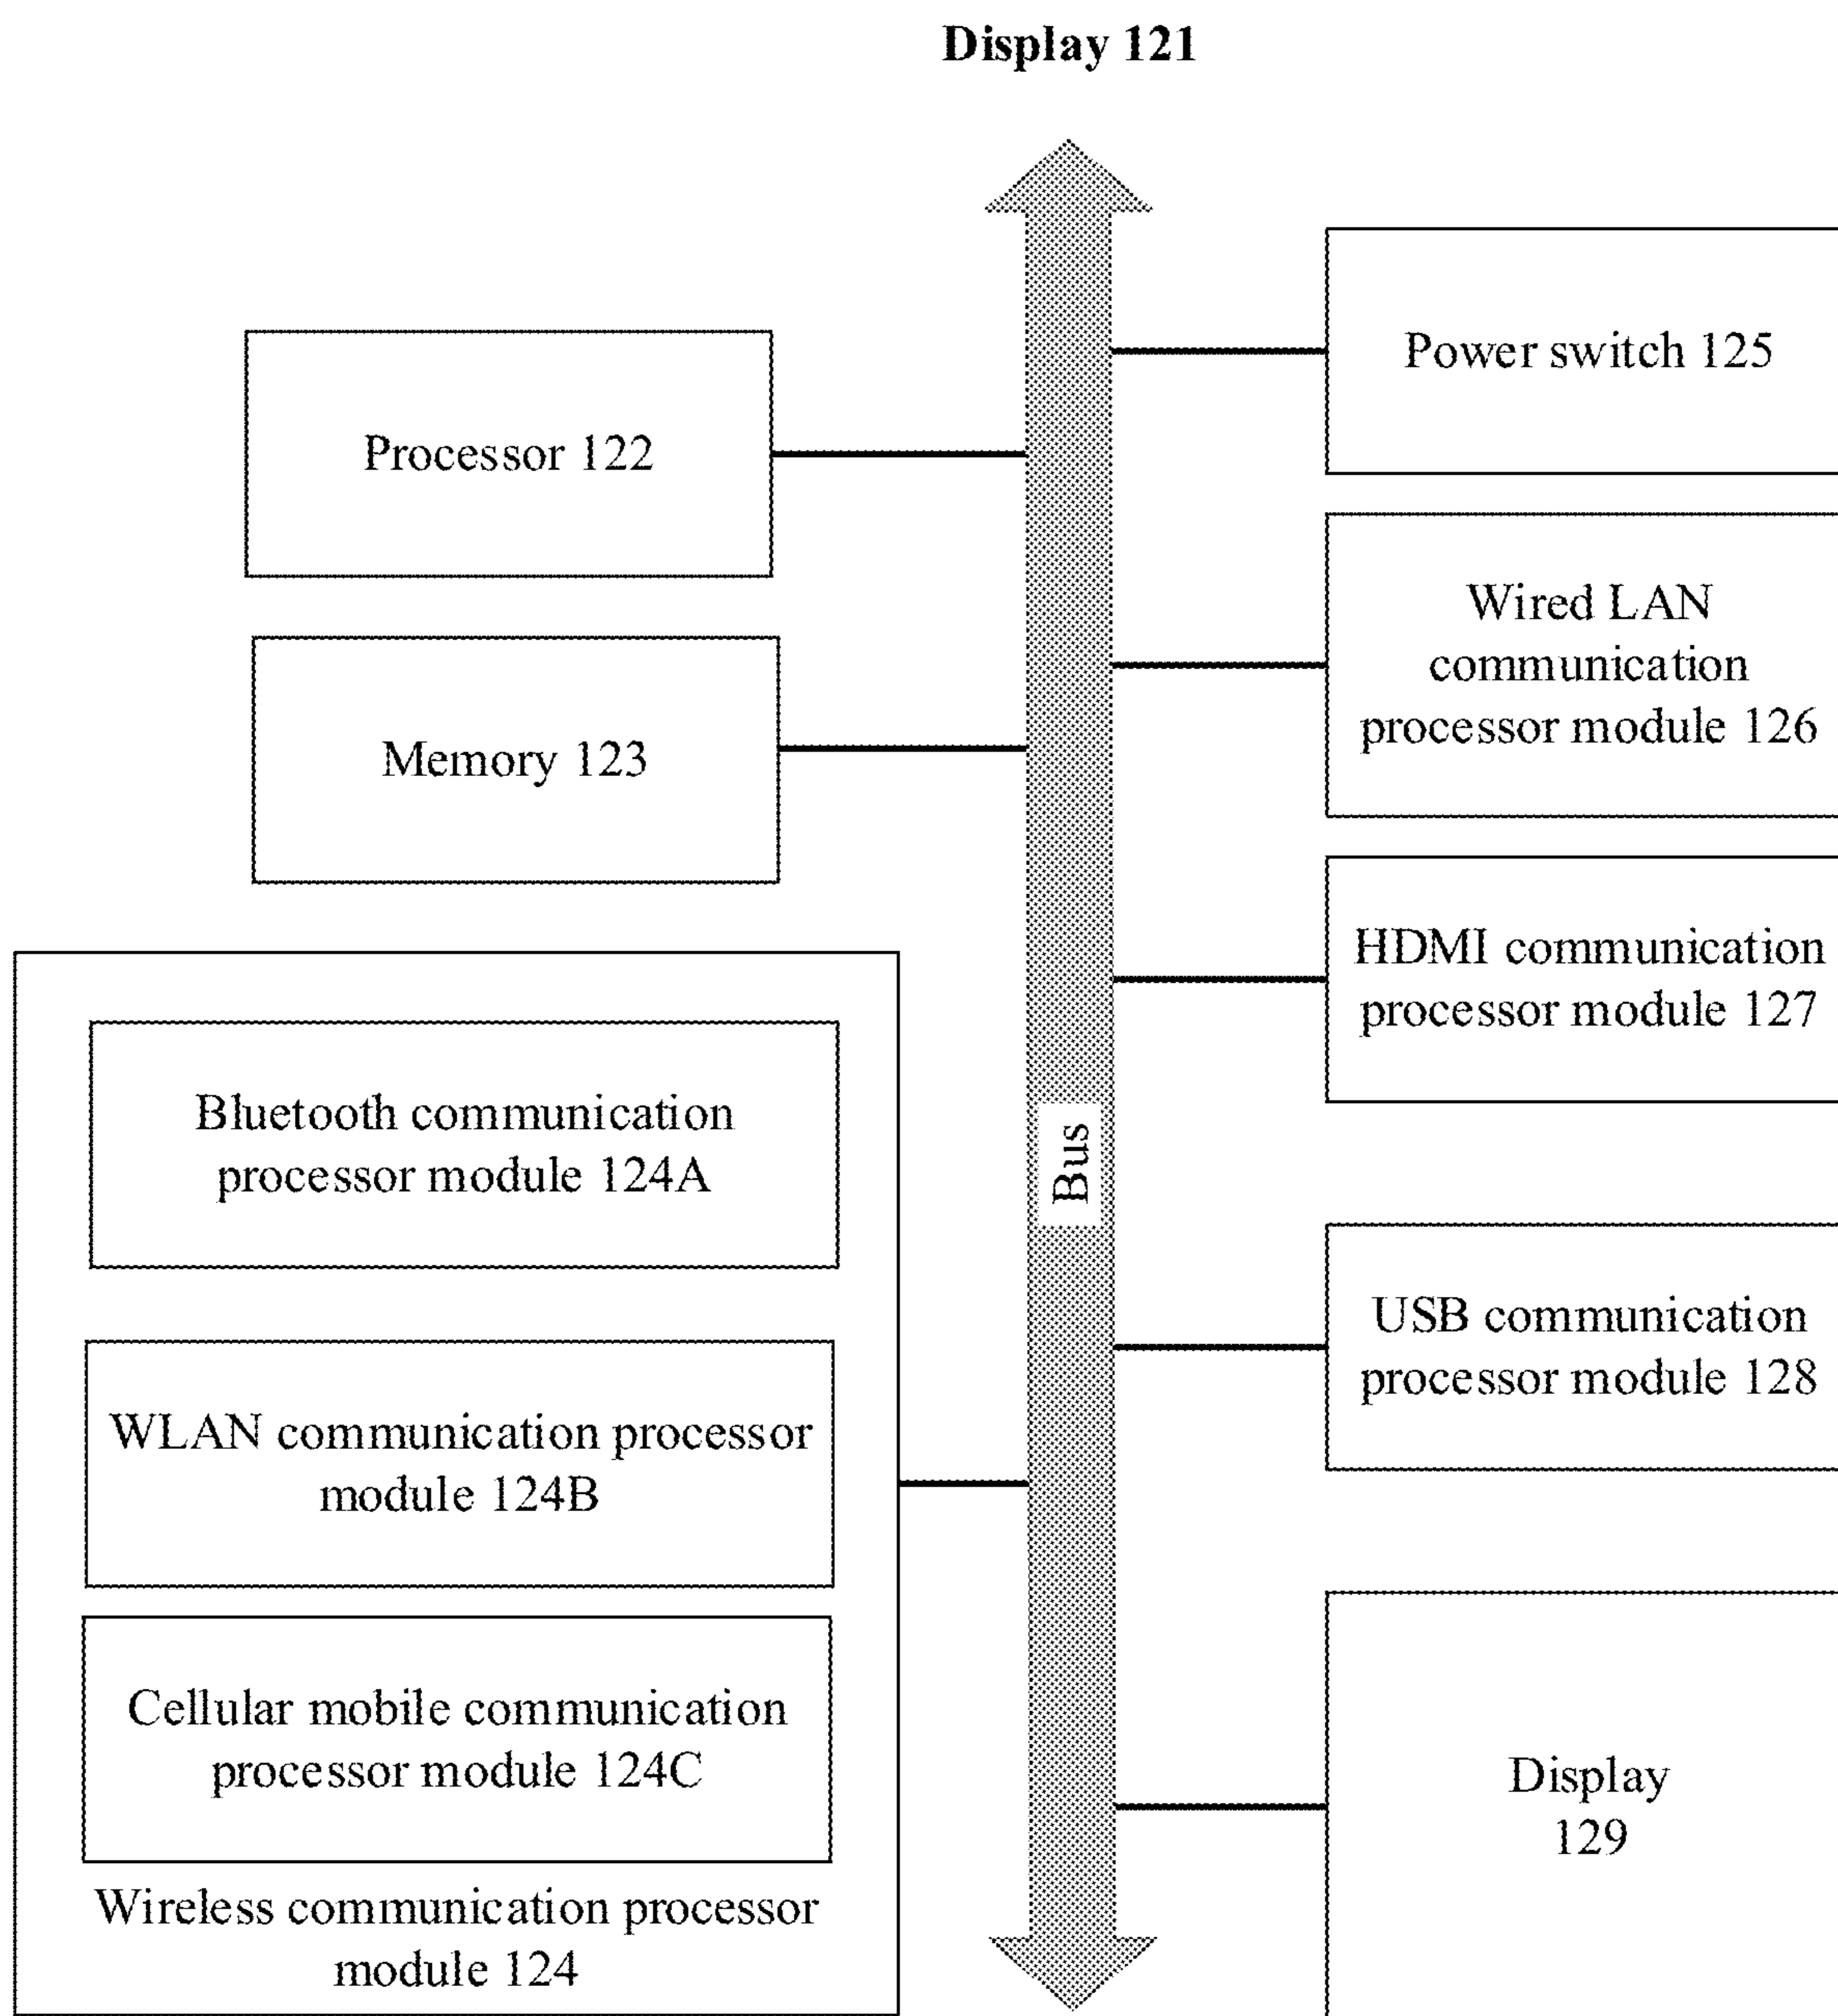 Display 121
Processor 122
Memory 123
Bluetooth communication
processor module 124A
WLAN communication processor
module 124B
Cellular mobile communication
processor module 124C
Wireless communication processor
module 124
Bus
Power switch 125
Wired LAN
communication
processor module 126
HDMI communication
processor module 127
USB communication
processor module 128
Display
129